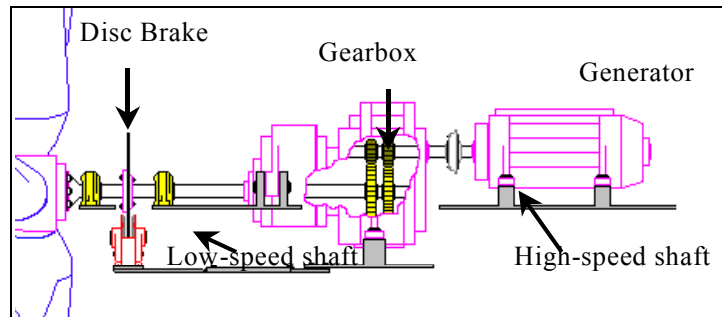 Disc Brake
Gearbox
Generator
Low-speed shaft
High-speed shaft